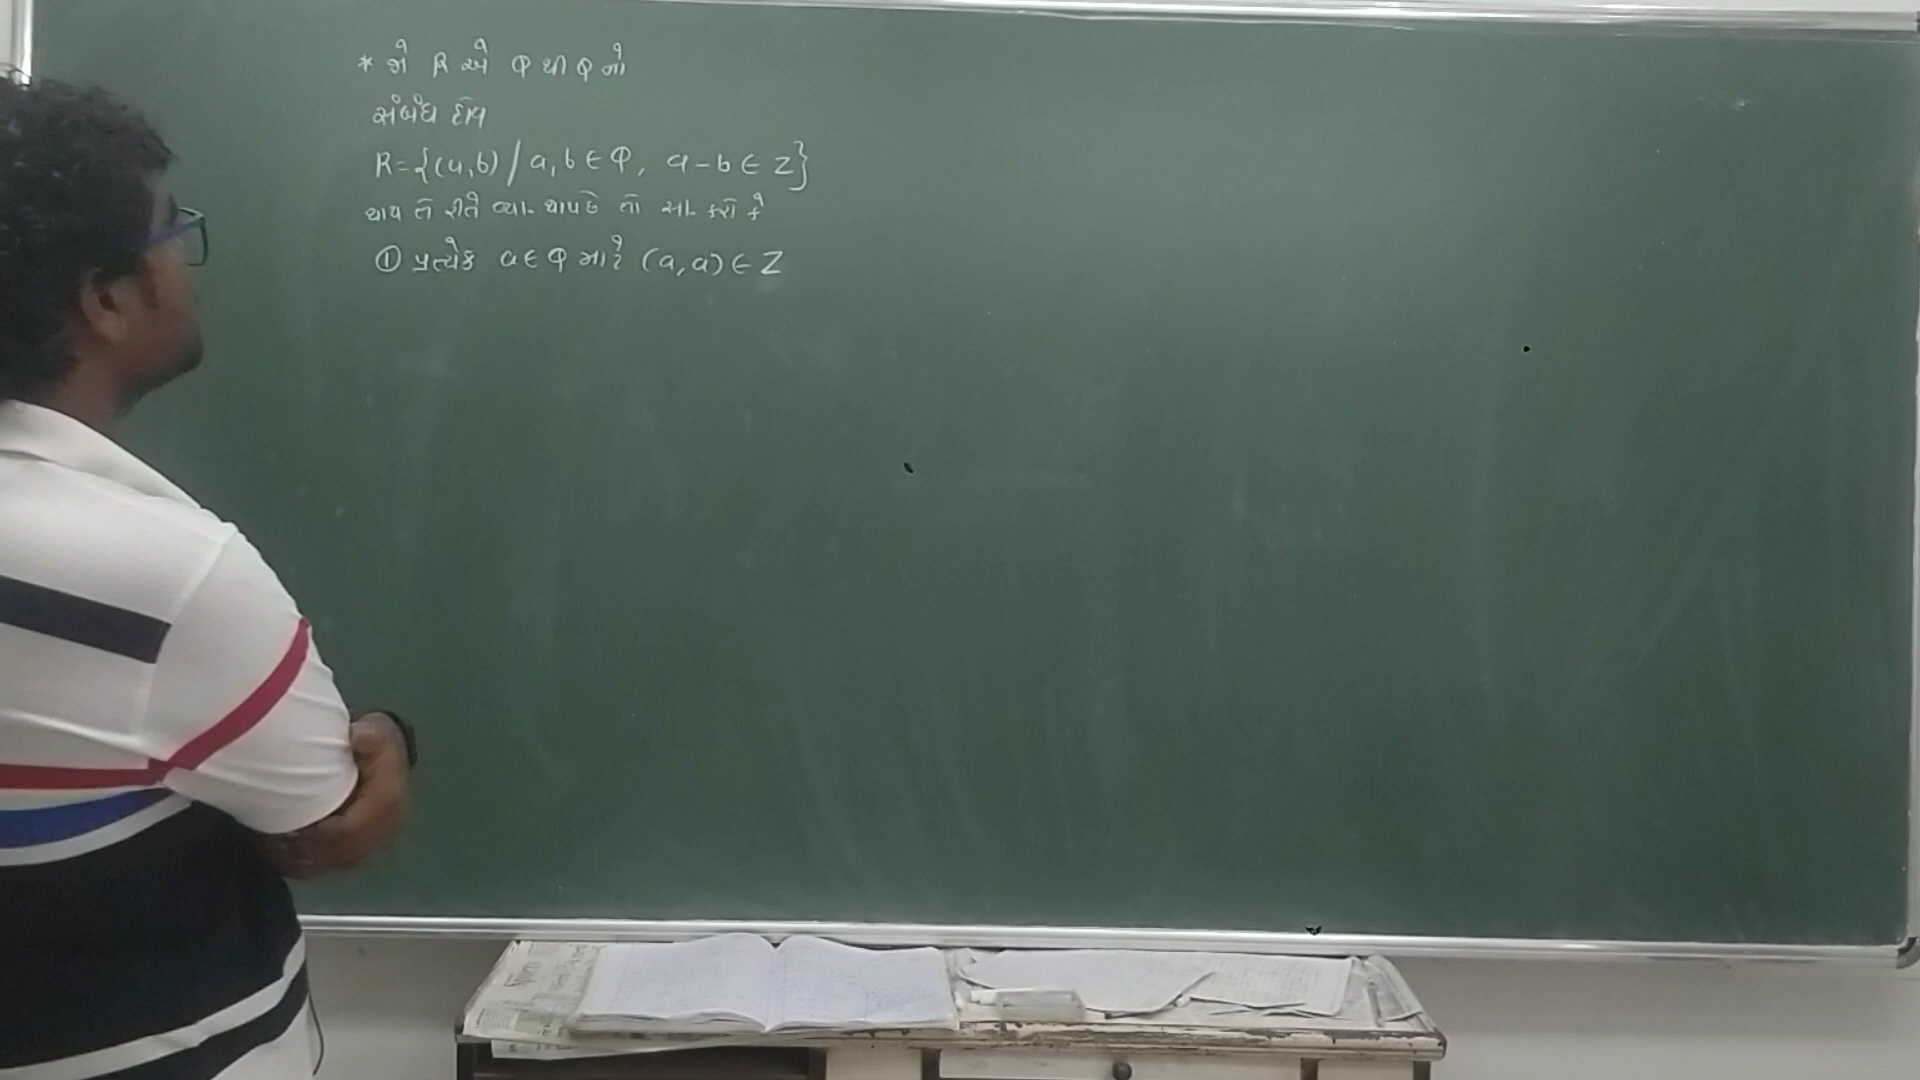 * જો R એ Q થી Q નો
સંબંધ હોય
R = {(a,b) / a, b ∈ Q, a - b ∈ Z}
થાય તે રીતે વ્યા. થાય છે તો સા. કરો કે
① પ્રત્યેક a ∈ Q માટે (a, a) ∈ Z